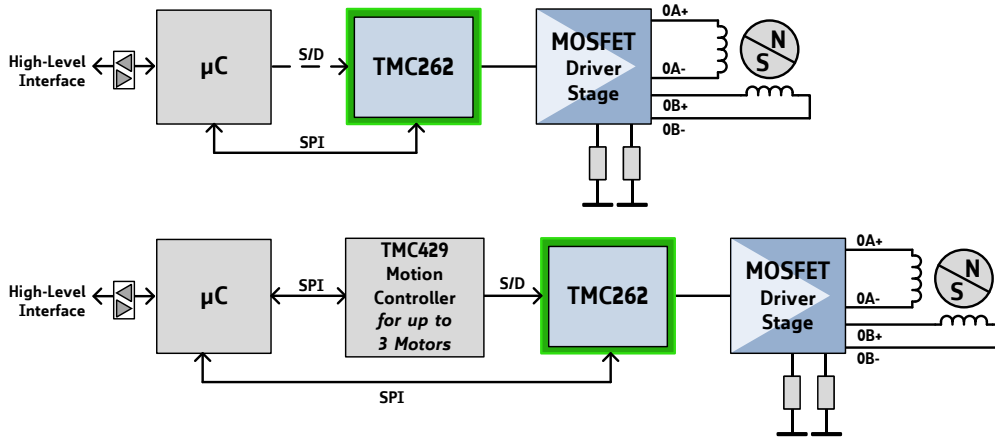 High-Level
Interface
µC
S/D
TMC262
SPI
MOSFET
Driver
Stage
0A+
0A-
0B+
0B-
N
S
High-Level
Interface
µC
SPI
TMC429
Motion
Controller
for up to
3 Motors
S/D
TMC262
SPI
MOSFET
Driver
Stage
0A+
0A-
0B+
0B-
N
S